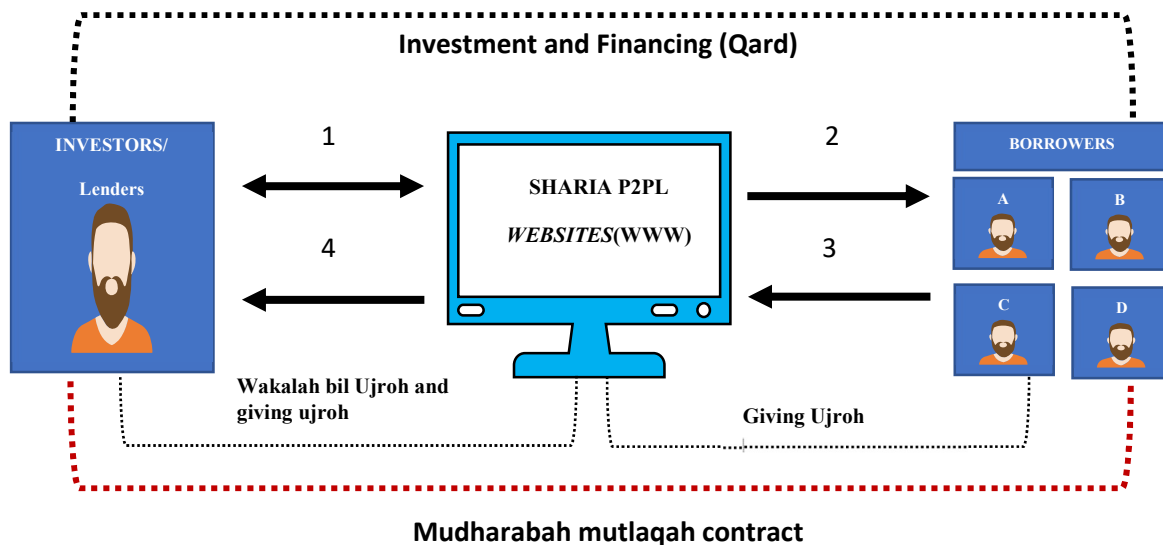 Investment and Financing (Qard)
INVESTORS/
Lenders
1
2
SHARIA P2PL
WEBSITES(WWW)
4
3
BORROWERS
A
B
C
D
Wakalah bil Ujroh and
giving ujroh
Giving Ujroh
Mudharabah mutlaqah contract